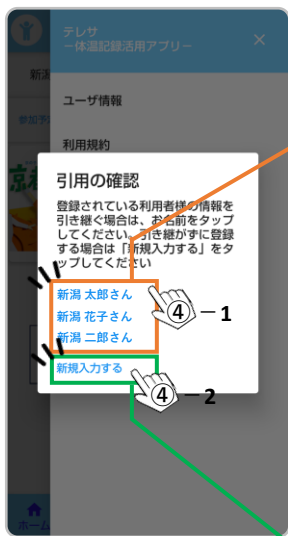 テレサ
－体温記録活用アプリ－
×
新潟
ユーザ情報
参加予定
利用規約
引用の確認
登録されている利用者様の情報を
引き継ぐ場合は、お名前をタップ
してください。引き継がずに登録
する場合は「新規入力する」をタ
ップしてください
新潟 太郎さん
④－1
新潟 花子さん
新潟 二郎さん
新規入力する
④－2
ホーム